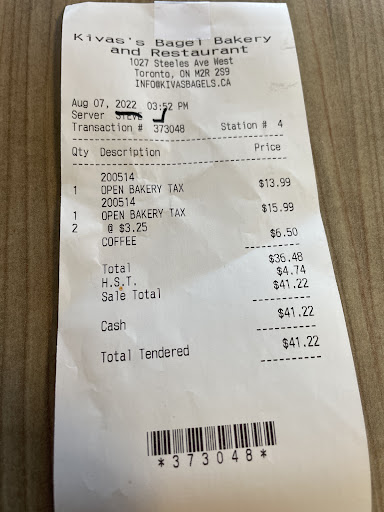 Kivas's Bagel Bakery
and Restaurant
1027 Steeles Ave West
Toronto, ON M2R 2S9
INFO@KIVASBAGELS.CA
Aug 07, 2022 03:52 PM
Server STEVE
Transaction # 373048 Station # 4
Qty Description Price
200514
1 OPEN BAKERY TAX $13.99
200514
1 OPEN BAKERY TAX $15.99
2 @ $3.25
COFFEE $6.50
Total $36.48
H.S.T. $4.74
Sale Total $41.22
Cash $41.22
Total Tendered $41.22
*373048*